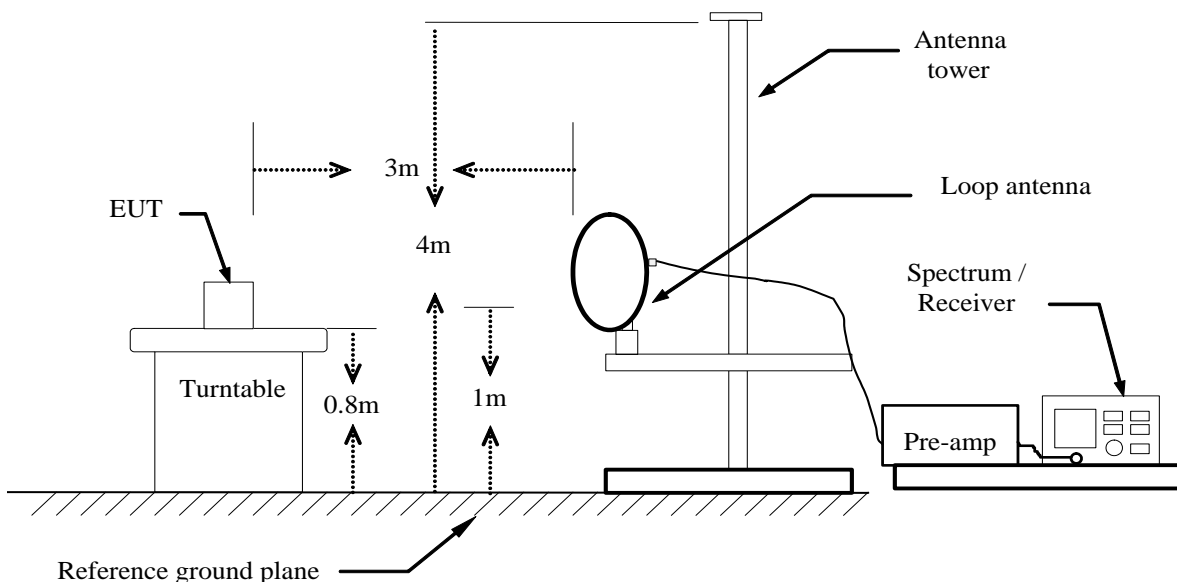 Antenna
tower
3m
EUT
Loop antenna
4m
Spectrum /
Receiver
Turntable
0.8m
1m
Pre-amp
Reference ground plane